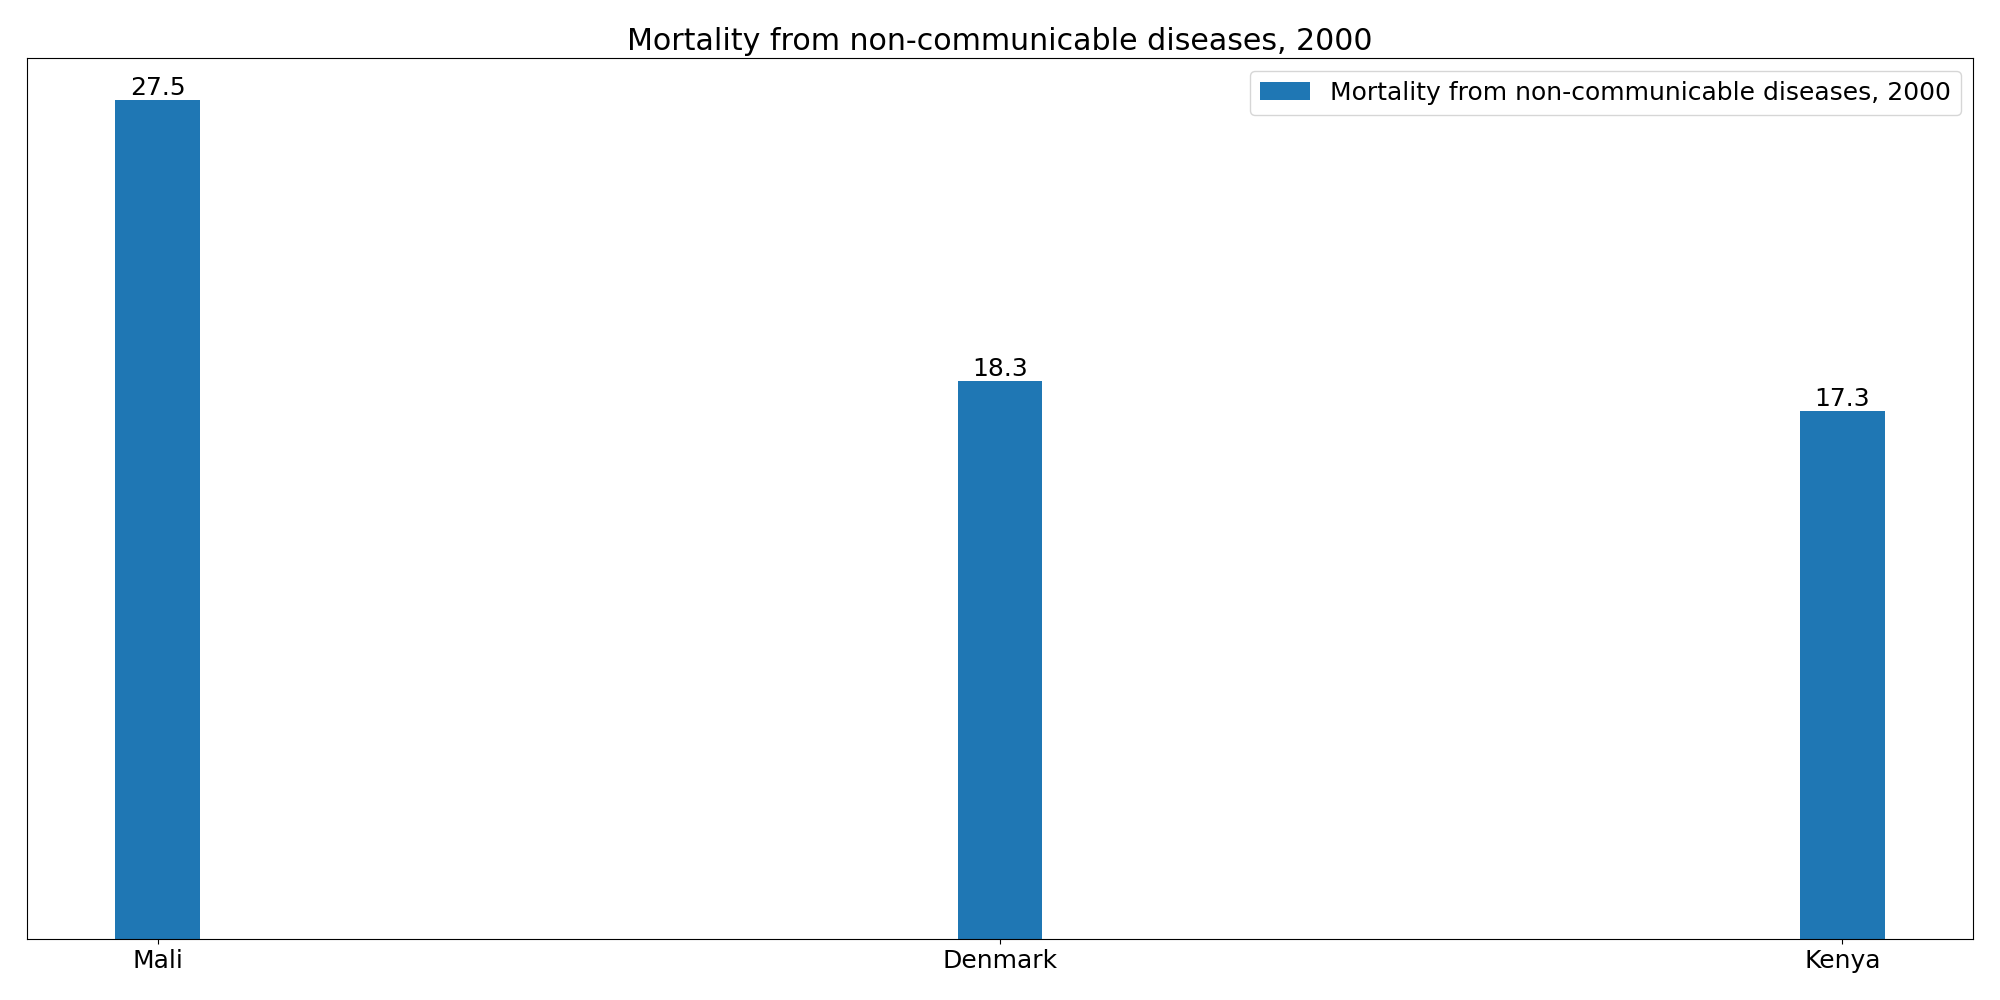 Mortality from non-communicable diseases, 2000
Mortality from non-communicable diseases, 2000
27.5
18.3
17.3
Mali
Denmark
Kenya